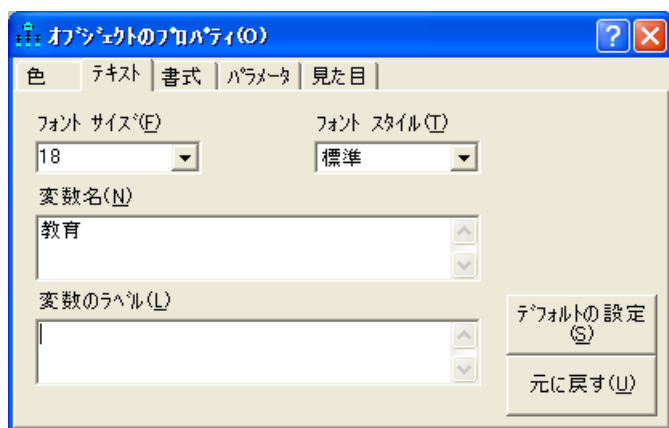 ｵﾌﾞｼﾞｪｸﾄのﾌﾟﾛﾊﾟﾃｨ(O)
色 テキスト 書式 ﾊﾟﾗﾒｰﾀ 見た目
ﾌｫﾝﾄ ｻｲｽﾞ(F) ﾌｫﾝﾄ ｽﾀｲﾙ(T)
18 標準
変数名(N)
教育
変数のﾗﾍﾞﾙ(L)
ﾃﾞﾌｫﾙﾄの設定
(S)
元に戻す(U)